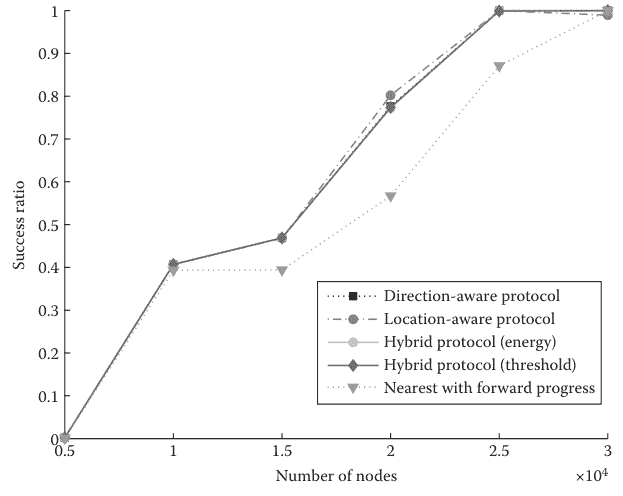 1
0.9
0.8
0.7
0.6
0.5
0.4
0.3
0.2
0.1
0
Success ratio
Direction-aware protocol
Location-aware protocol
Hybrid protocol (energy)
Hybrid protocol (threshold)
Nearest with forward progress
0.5 1 1.5 2 2.5 3
Number of nodes ×10⁴